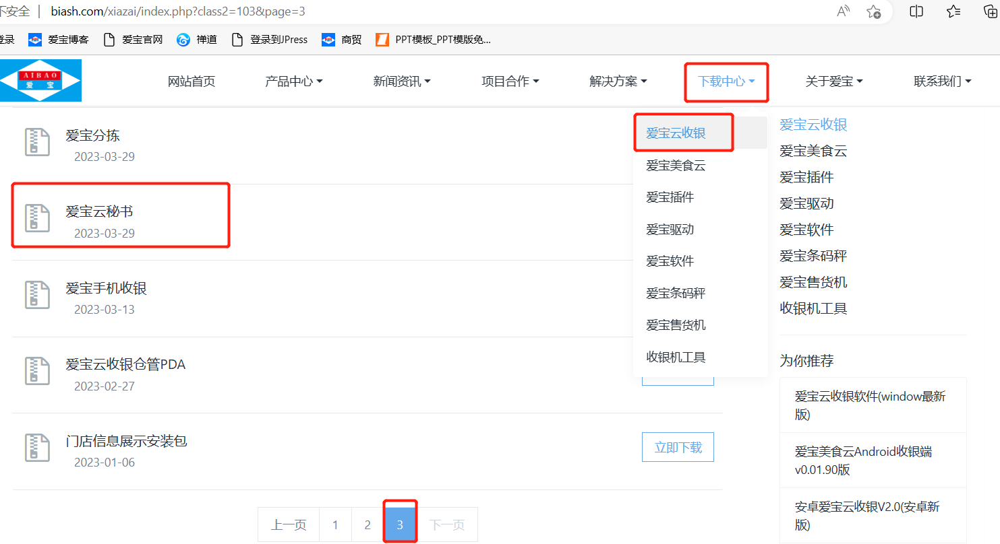 不安全 | biash.com/xiazai/index.php?class2=103&page=3
登录 爱宝博客 爱宝官网 禅道 登录到JPress 商贸 PPT模板_PPT模版免...
AIBAO
爱 宝
网站首页 产品中心 新闻资讯 项目合作 解决方案 下载中心 关于爱宝 联系我们
爱宝分拣
2023-03-29
爱宝云秘书
2023-03-29
爱宝手机收银
2023-03-13
爱宝云收银仓管PDA
2023-02-27
门店信息展示安装包
2023-01-06
立即下载
上一页 1 2 3 下一页
爱宝云收银
爱宝美食云
爱宝插件
爱宝驱动
爱宝软件
爱宝条码秤
爱宝售货机
收银机工具
爱宝云收银
爱宝美食云
爱宝插件
爱宝驱动
爱宝软件
爱宝条码秤
爱宝售货机
收银机工具
为你推荐
爱宝云收银软件(window最新
版)
爱宝美食云Android收银端
v0.01.90版
安卓爱宝云收银V2.0(安卓新
版)